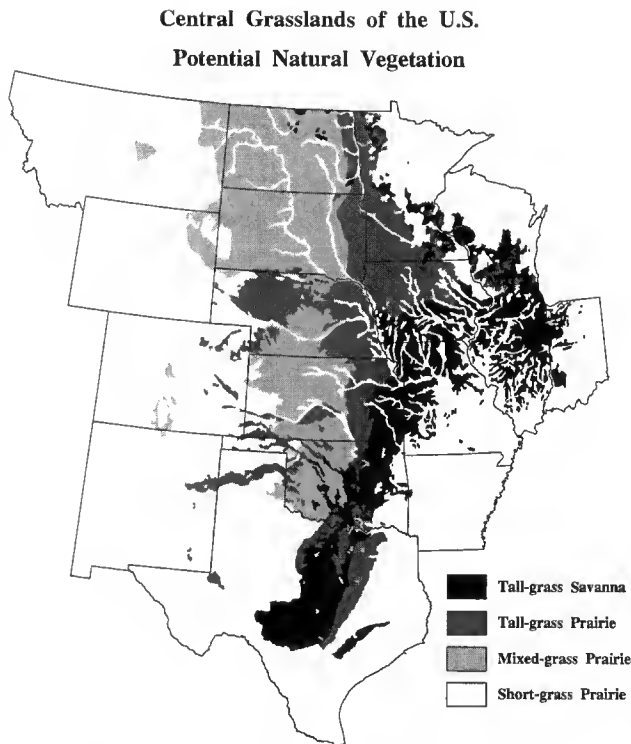 Central Grasslands of the U.S.
Potential Natural Vegetation
Tall-grass Savanna
Tall-grass Prairie
Mixed-grass Prairie
Short-grass Prairie